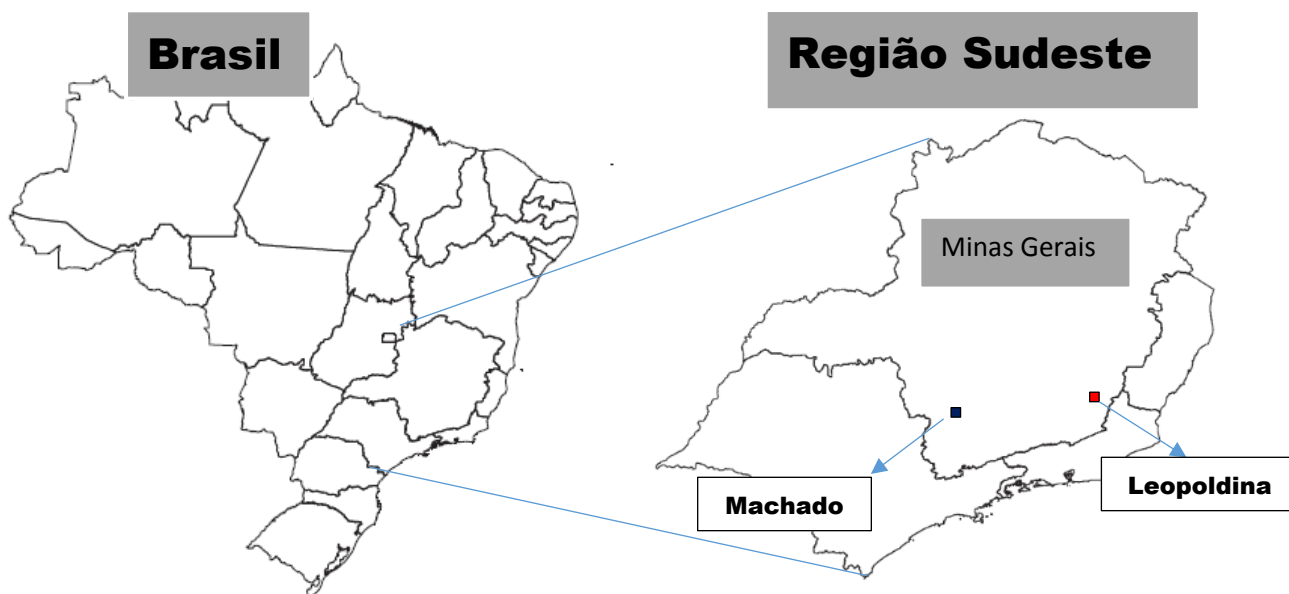 Brasil
Região Sudeste
Minas Gerais
Machado
Leopoldina